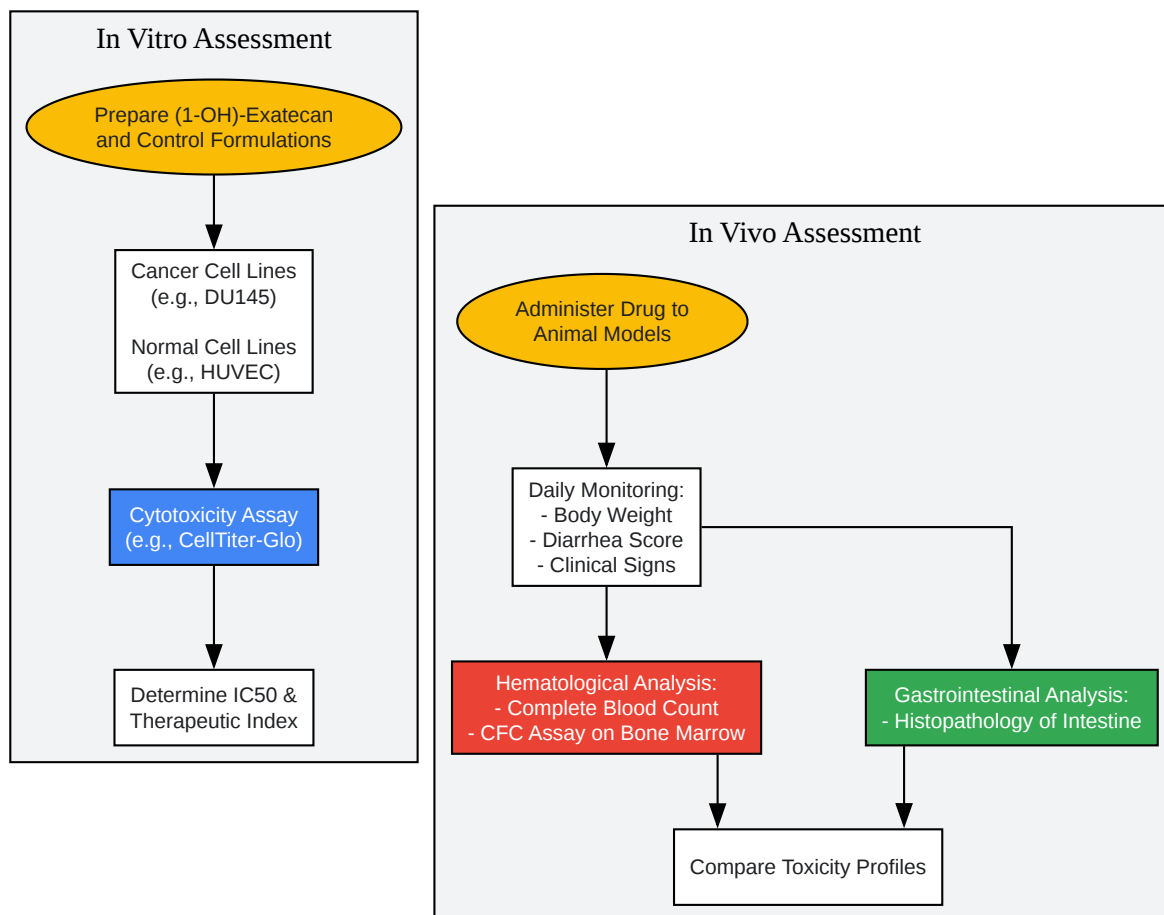 In Vitro Assessment
Prepare (1-OH)-Exatecan
and Control Formulations
Cancer Cell Lines
(e.g., DU145)
Normal Cell Lines
(e.g., HUVEC)
Cytotoxicity Assay
(e.g., CellTiter-Glo)
Determine IC50 &
Therapeutic Index
In Vivo Assessment
Administer Drug to
Animal Models
Daily Monitoring:
- Body Weight
- Diarrhea Score
- Clinical Signs
Hematological Analysis:
- Complete Blood Count
- CFC Assay on Bone Marrow
Gastrointestinal Analysis:
- Histopathology of Intestine
Compare Toxicity Profiles